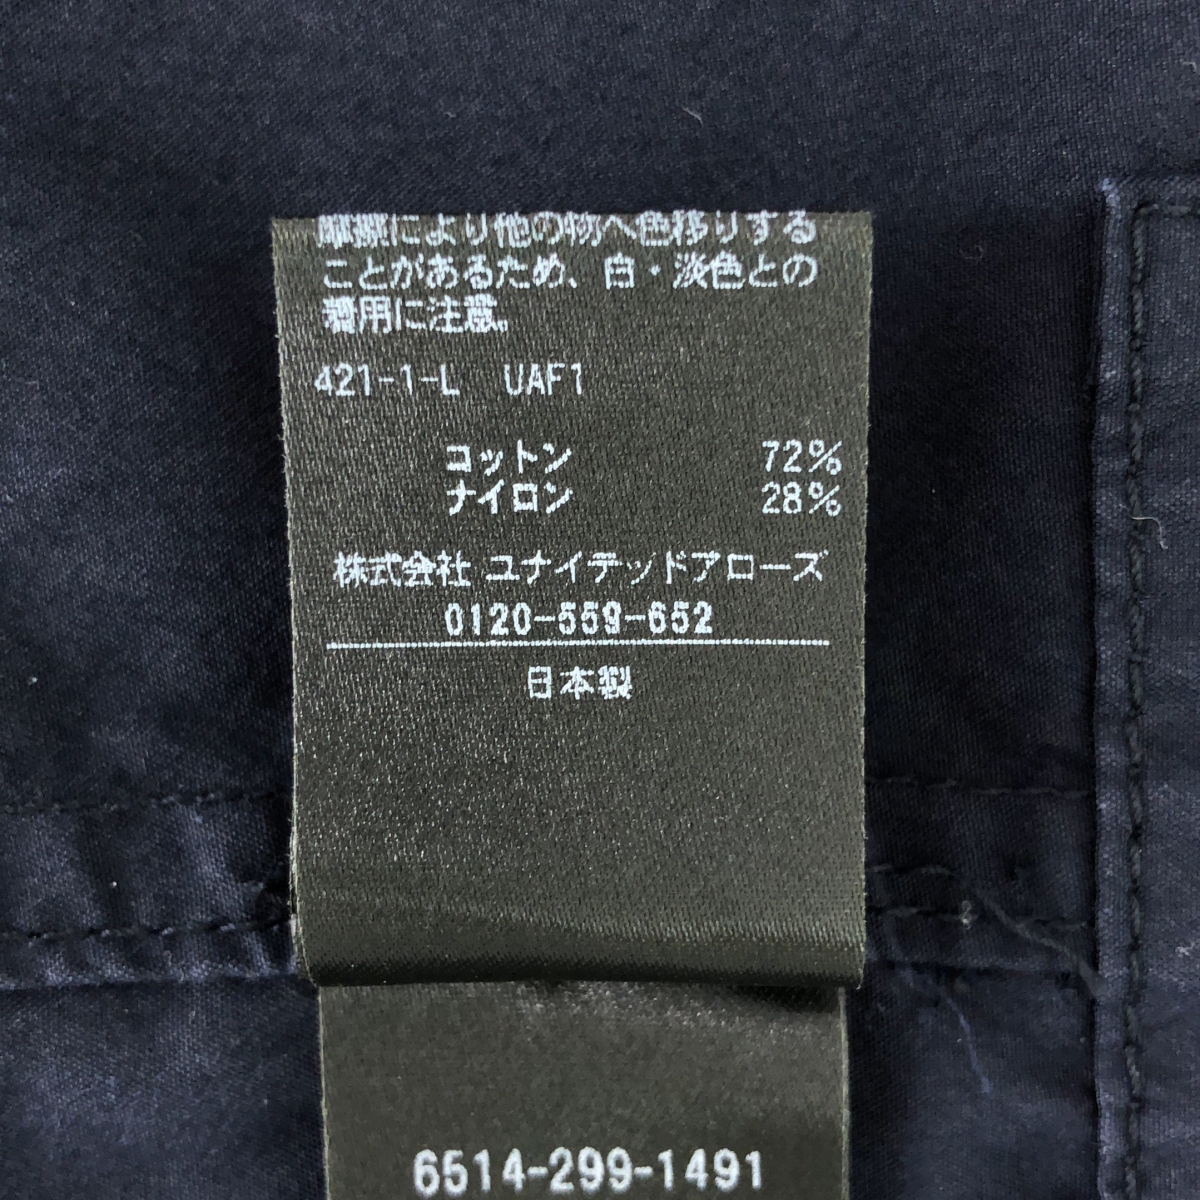 摩擦により他の物へ色移りする
ことがあるため、白・淡色との
着用に注意。
421-1-L UAF1
コットン 72%
ナイロン 28%
株式会社 ユナイテッドアローズ
0120-559-652
日本製
6514-299-1491